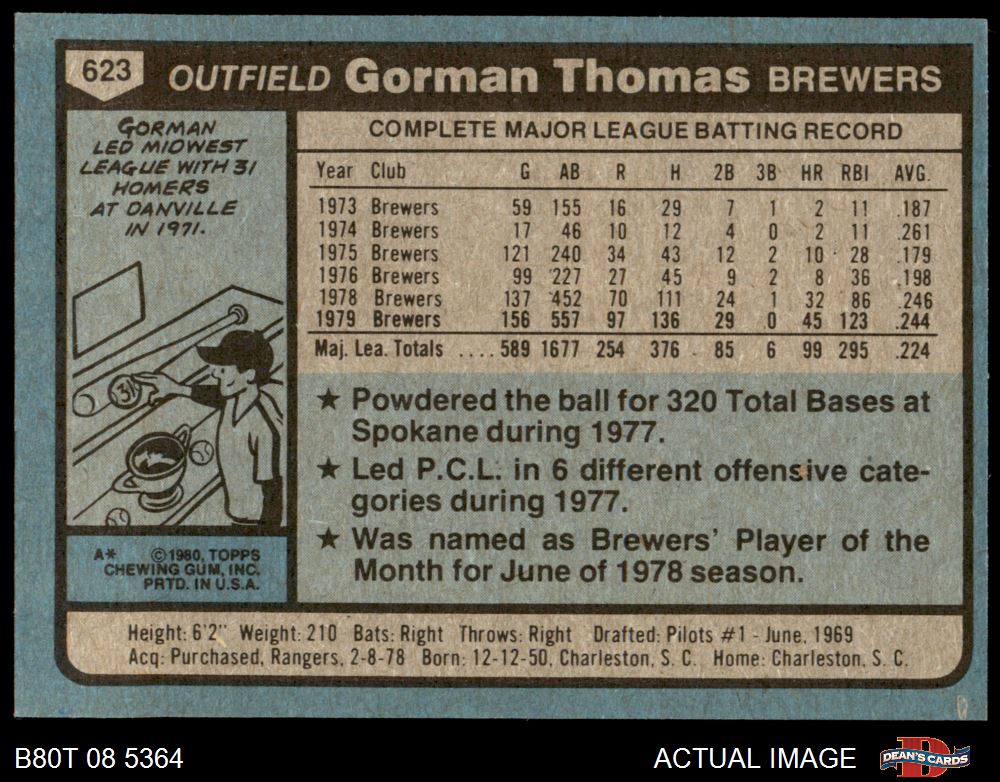 623 OUTFIELD Gorman Thomas BREWERS
GORMAN
LED MIDWEST
LEAGUE WITH 31
HOMERS
AT DANVILLE
IN 1971.
31
A* ©1980, TOPPS
CHEWING GUM, INC.
PRTD. IN U.S.A.
COMPLETE MAJOR LEAGUE BATTING RECORD
Year Club G AB R H 2B 3B HR RBI AVG.
1973 Brewers 59 155 16 29 7 1 2 11 .187
1974 Brewers 17 46 10 12 4 0 2 11 .261
1975 Brewers 121 240 34 43 12 2 10 28 .179
1976 Brewers 99 227 27 45 9 2 8 36 .198
1978 Brewers 137 452 70 111 24 1 32 86 .246
1979 Brewers 156 557 97 136 29 0 45 123 .244
Maj. Lea. Totals ....589 1677 254 376 85 6 99 295 .224
★ Powdered the ball for 320 Total Bases at
Spokane during 1977.
★ Led P.C.L. in 6 different offensive cate-
gories during 1977.
★ Was named as Brewers' Player of the
Month for June of 1978 season.
Height: 6'2" Weight: 210 Bats: Right Throws: Right Drafted: Pilots #1 - June, 1969
Acq: Purchased, Rangers, 2-8-78 Born: 12-12-50, Charleston, S. C. Home: Charleston, S. C.
B80T 08 5364
ACTUAL IMAGE
DEAN'S CARDS